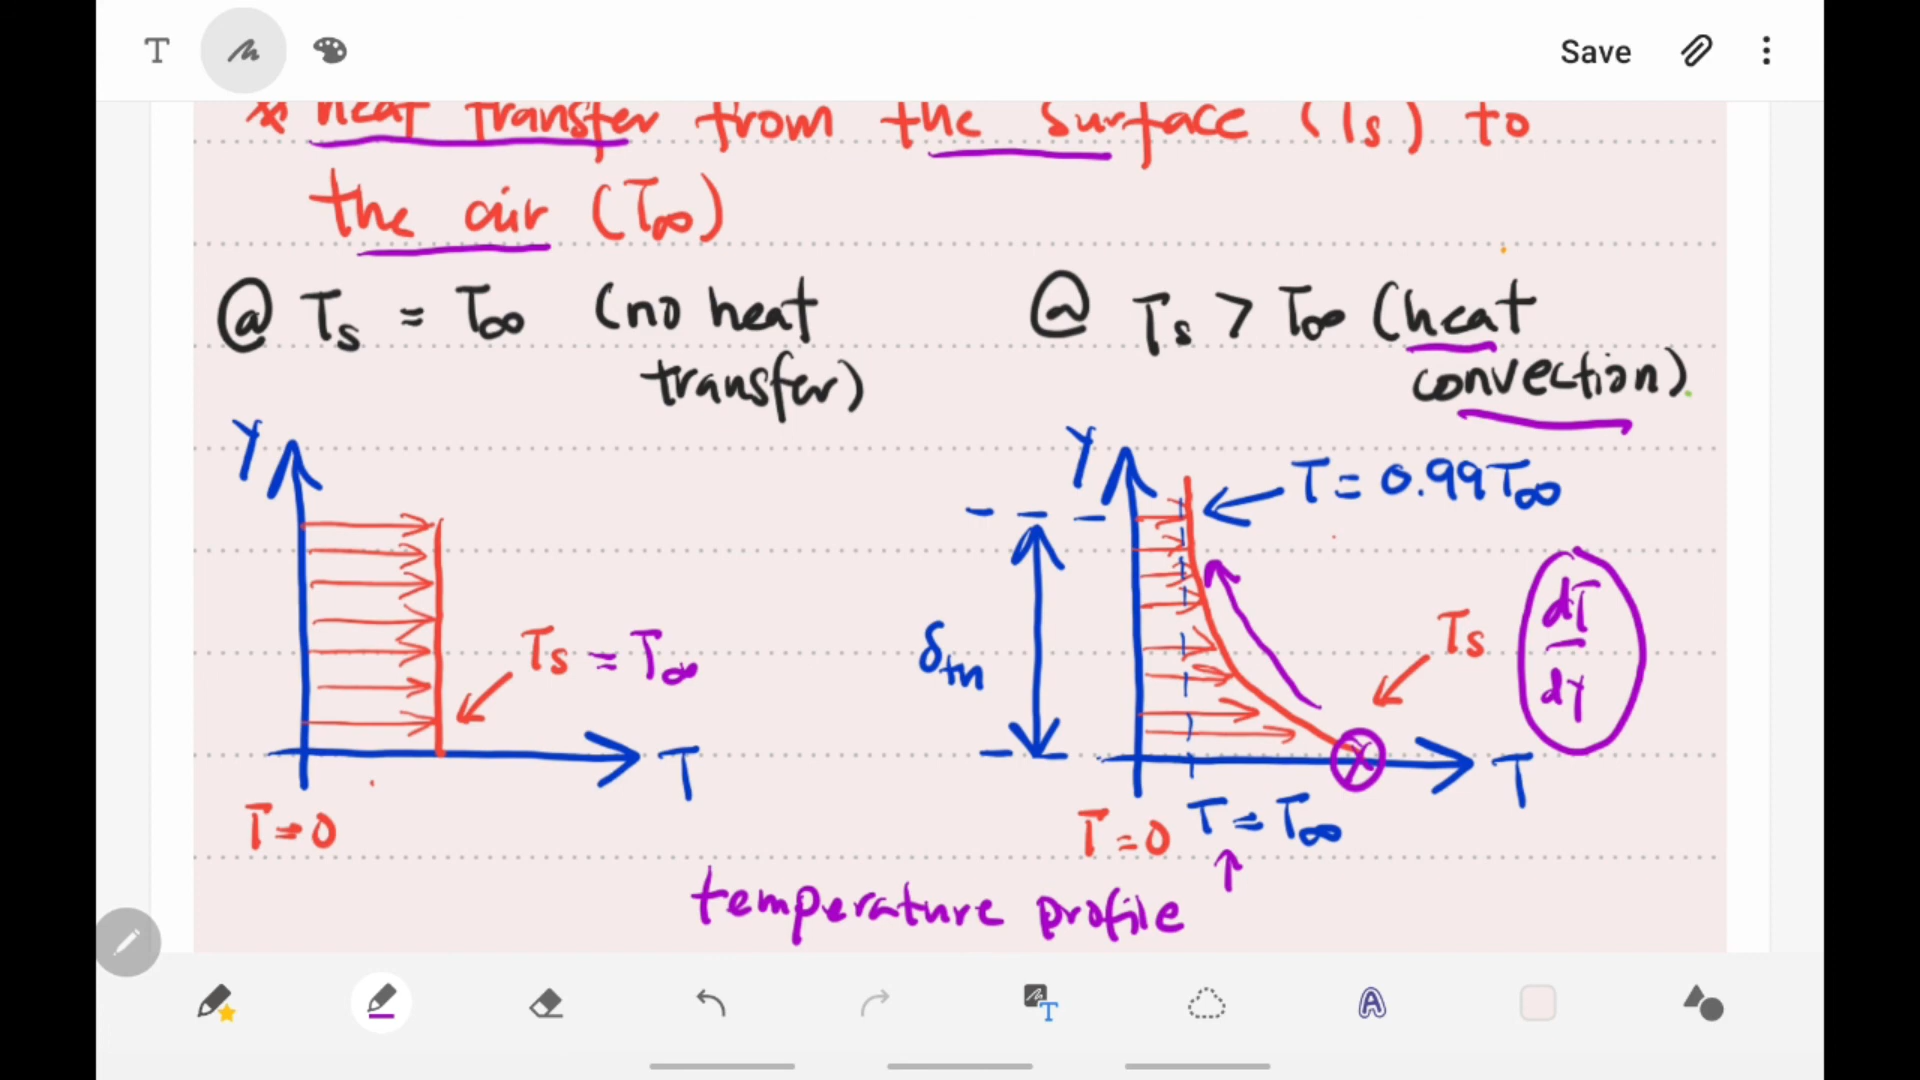 T
Save
* heat transfer from the surface (Ts) to
the air (T∞)
@ Ts = T∞ (no heat
transfer)
@ Ts > T∞ (heat
convection)
Y
Ts = T∞
T
T=0
Y
T = 0.99T∞
δth
Ts
dT
dy
T
T=0
T = T∞
temperature profile
T
A